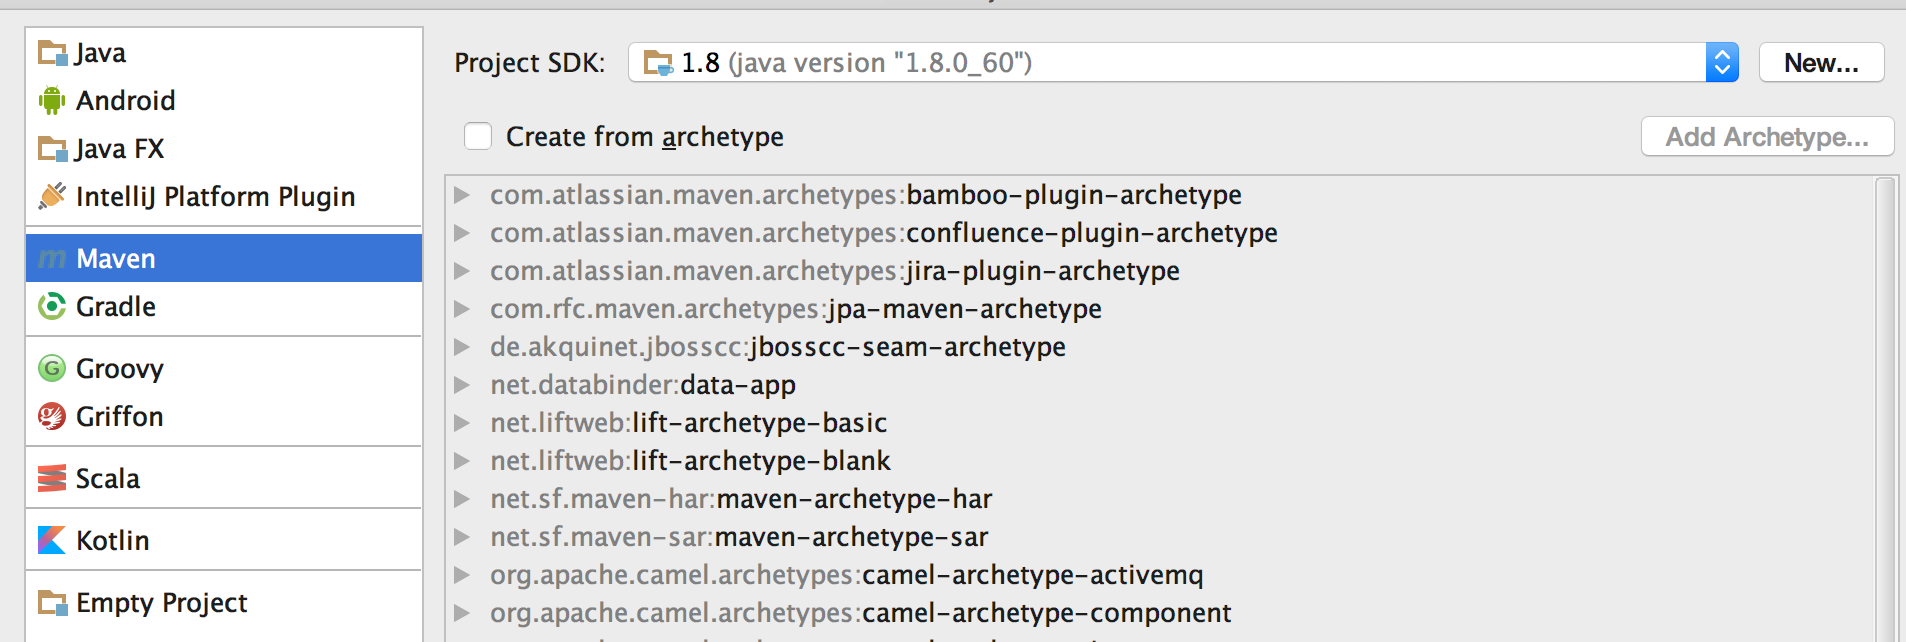 Java
Android
Java FX
IntelliJ Platform Plugin
Maven
Gradle
Groovy
Griffon
Scala
Kotlin
Empty Project
Project SDK: 1.8 (java version "1.8.0_60") New...
Create from archetype Add Archetype...
com.atlassian.maven.archetypes:bamboo-plugin-archetype
com.atlassian.maven.archetypes:confluence-plugin-archetype
com.atlassian.maven.archetypes:jira-plugin-archetype
com.rfc.maven.archetypes:jpa-maven-archetype
de.akquinet.jbosscc:jbosscc-seam-archetype
net.databinder:data-app
net.liftweb:lift-archetype-basic
net.liftweb:lift-archetype-blank
net.sf.maven-har:maven-archetype-har
net.sf.maven-sar:maven-archetype-sar
org.apache.camel.archetypes:camel-archetype-activemq
org.apache.camel.archetypes:camel-archetype-component